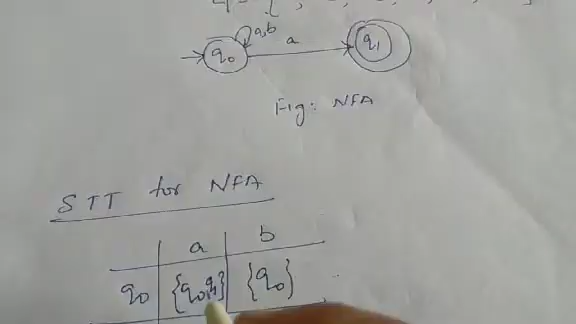 a,b
q0 a q1
Fig: NFA
STT for NFA
a b
q0 {q0,q1} {q0}